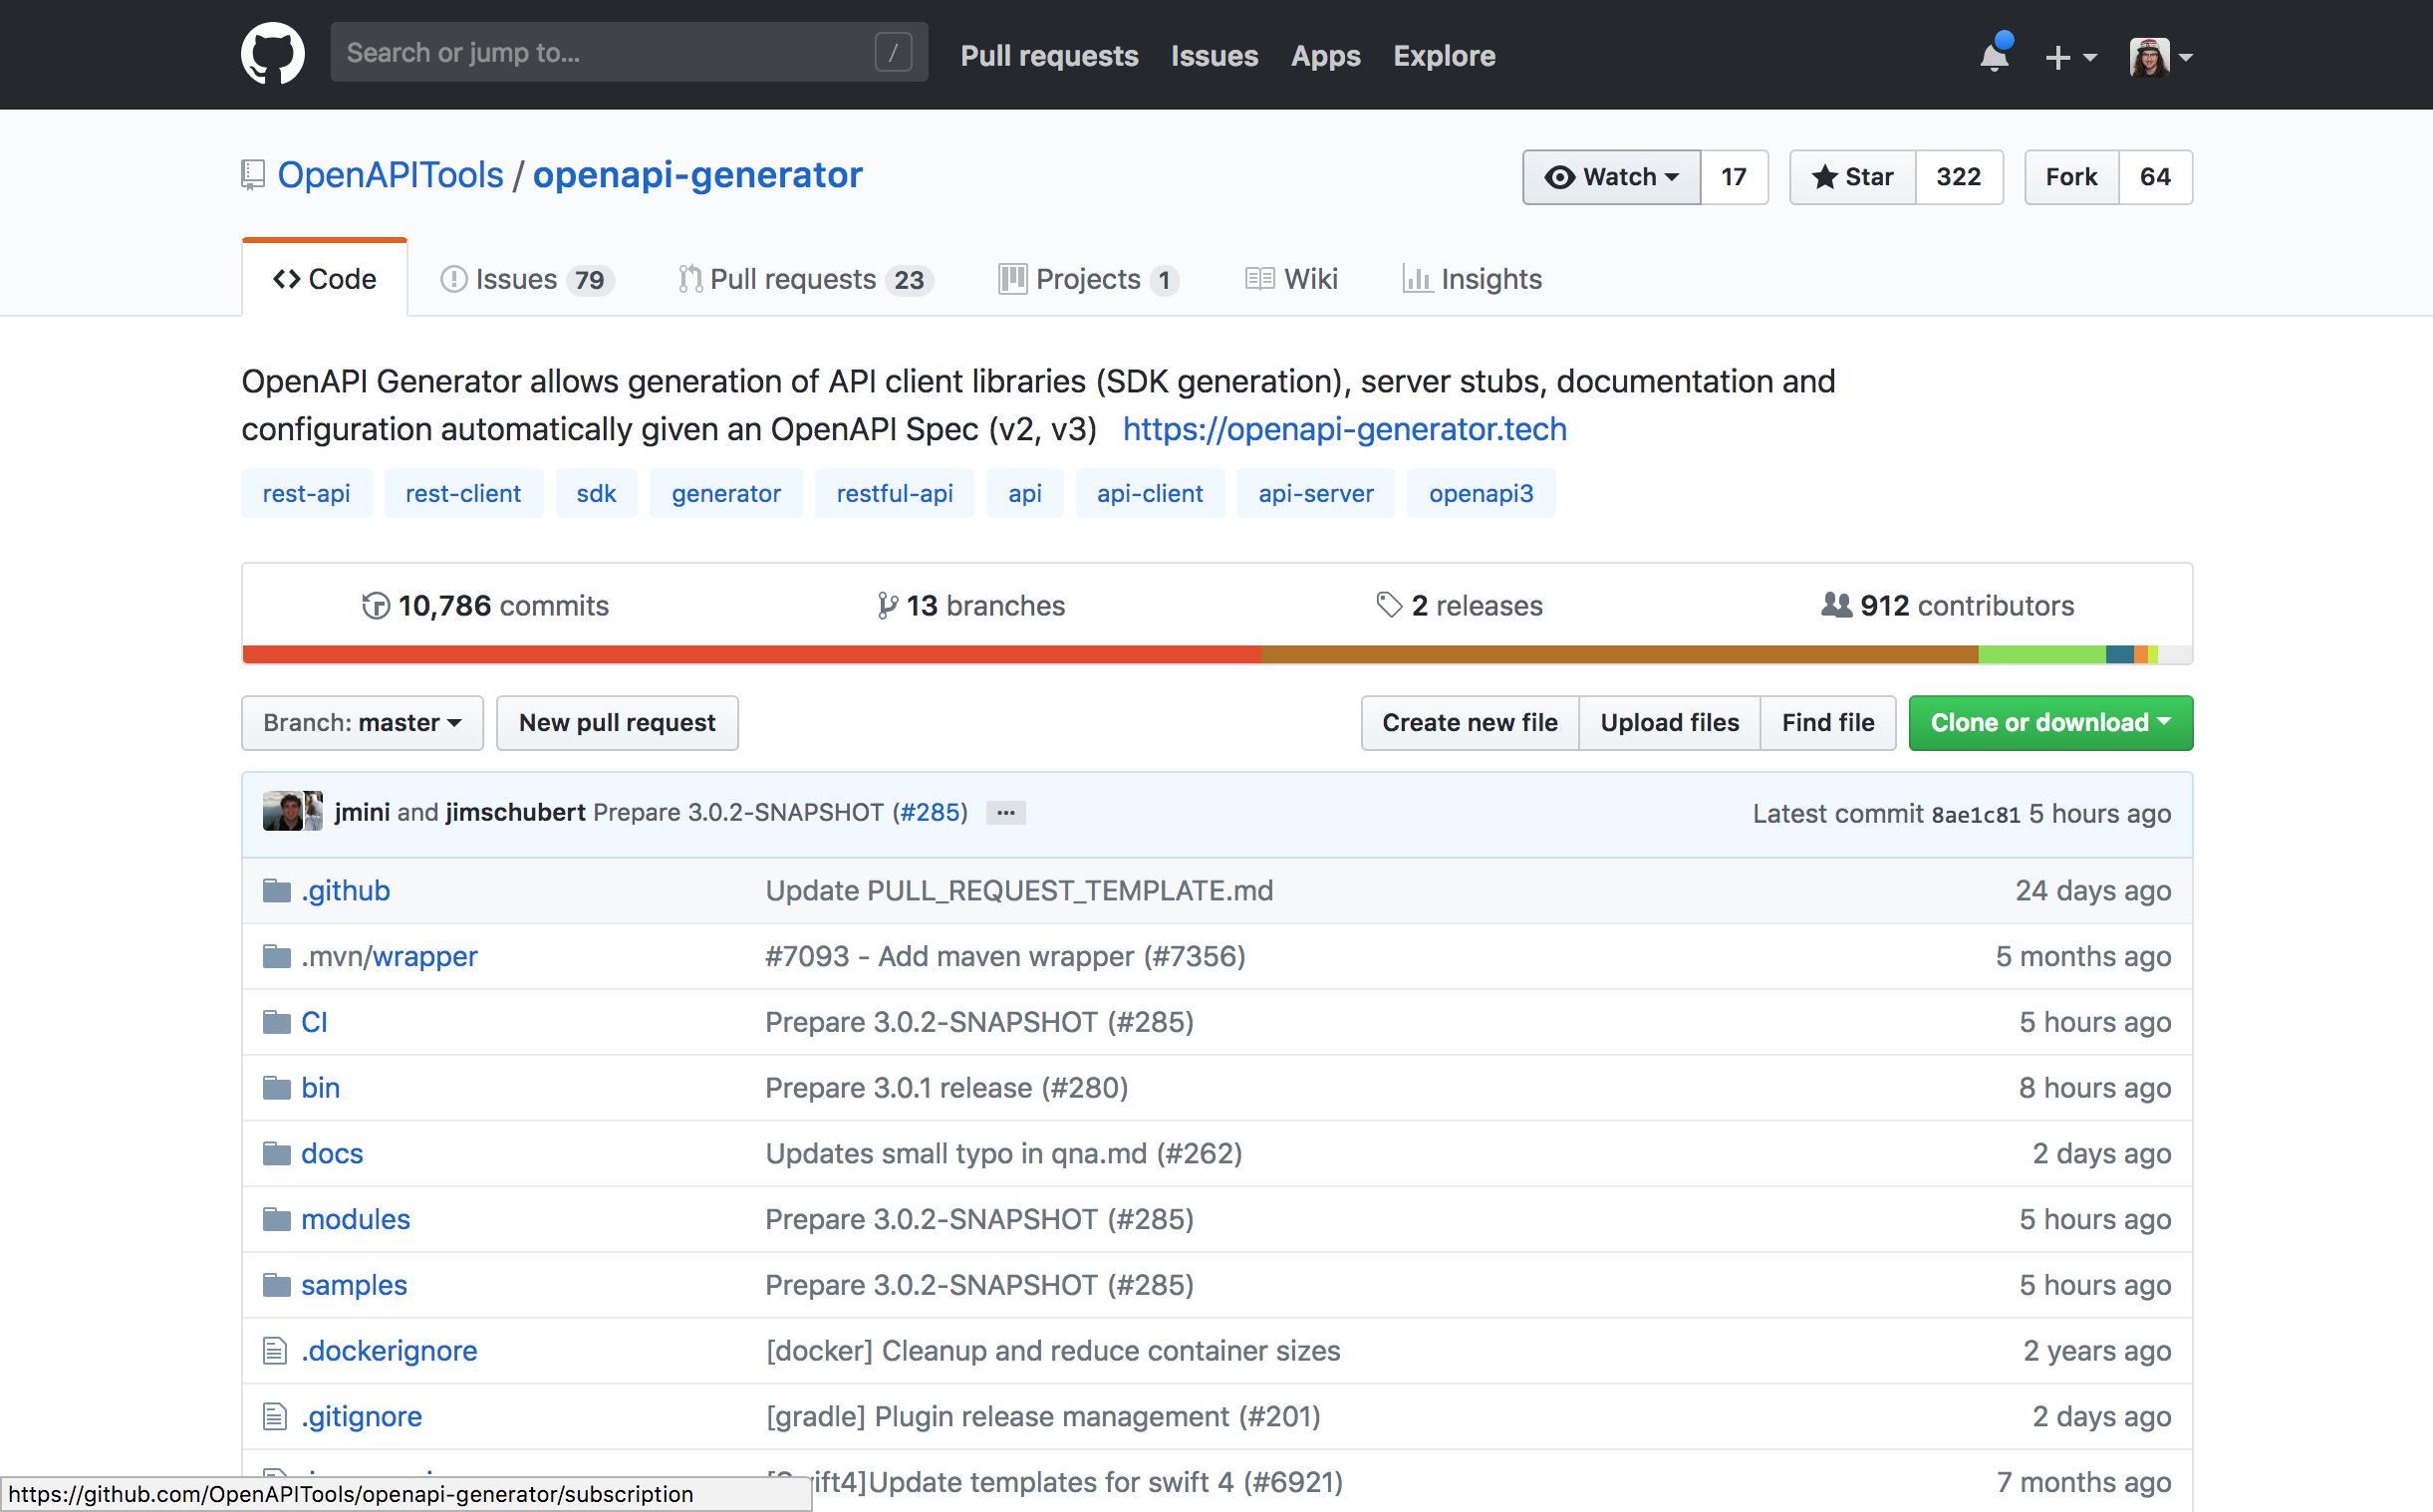 Search or jump to... / Pull requests Issues Apps Explore
OpenAPITools / openapi-generator Watch 17 Star 322 Fork 64
Code Issues 79 Pull requests 23 Projects 1 Wiki Insights
OpenAPI Generator allows generation of API client libraries (SDK generation), server stubs, documentation and
configuration automatically given an OpenAPI Spec (v2, v3) https://openapi-generator.tech
rest-api rest-client sdk generator restful-api api api-client api-server openapi3
10,786 commits 13 branches 2 releases 912 contributors
Branch: master New pull request Create new file Upload files Find file Clone or download
jmini and jimschubert Prepare 3.0.2-SNAPSHOT (#285) ... Latest commit 8ae1c81 5 hours ago
.github Update PULL_REQUEST_TEMPLATE.md 24 days ago
.mvn/wrapper #7093 - Add maven wrapper (#7356) 5 months ago
CI Prepare 3.0.2-SNAPSHOT (#285) 5 hours ago
bin Prepare 3.0.1 release (#280) 8 hours ago
docs Updates small typo in qna.md (#262) 2 days ago
modules Prepare 3.0.2-SNAPSHOT (#285) 5 hours ago
samples Prepare 3.0.2-SNAPSHOT (#285) 5 hours ago
.dockerignore [docker] Cleanup and reduce container sizes 2 years ago
.gitignore [gradle] Plugin release management (#201) 2 days ago
Update templates for swift 4 (#6921) 7 months ago
https://github.com/OpenAPITools/openapi-generator/subscription